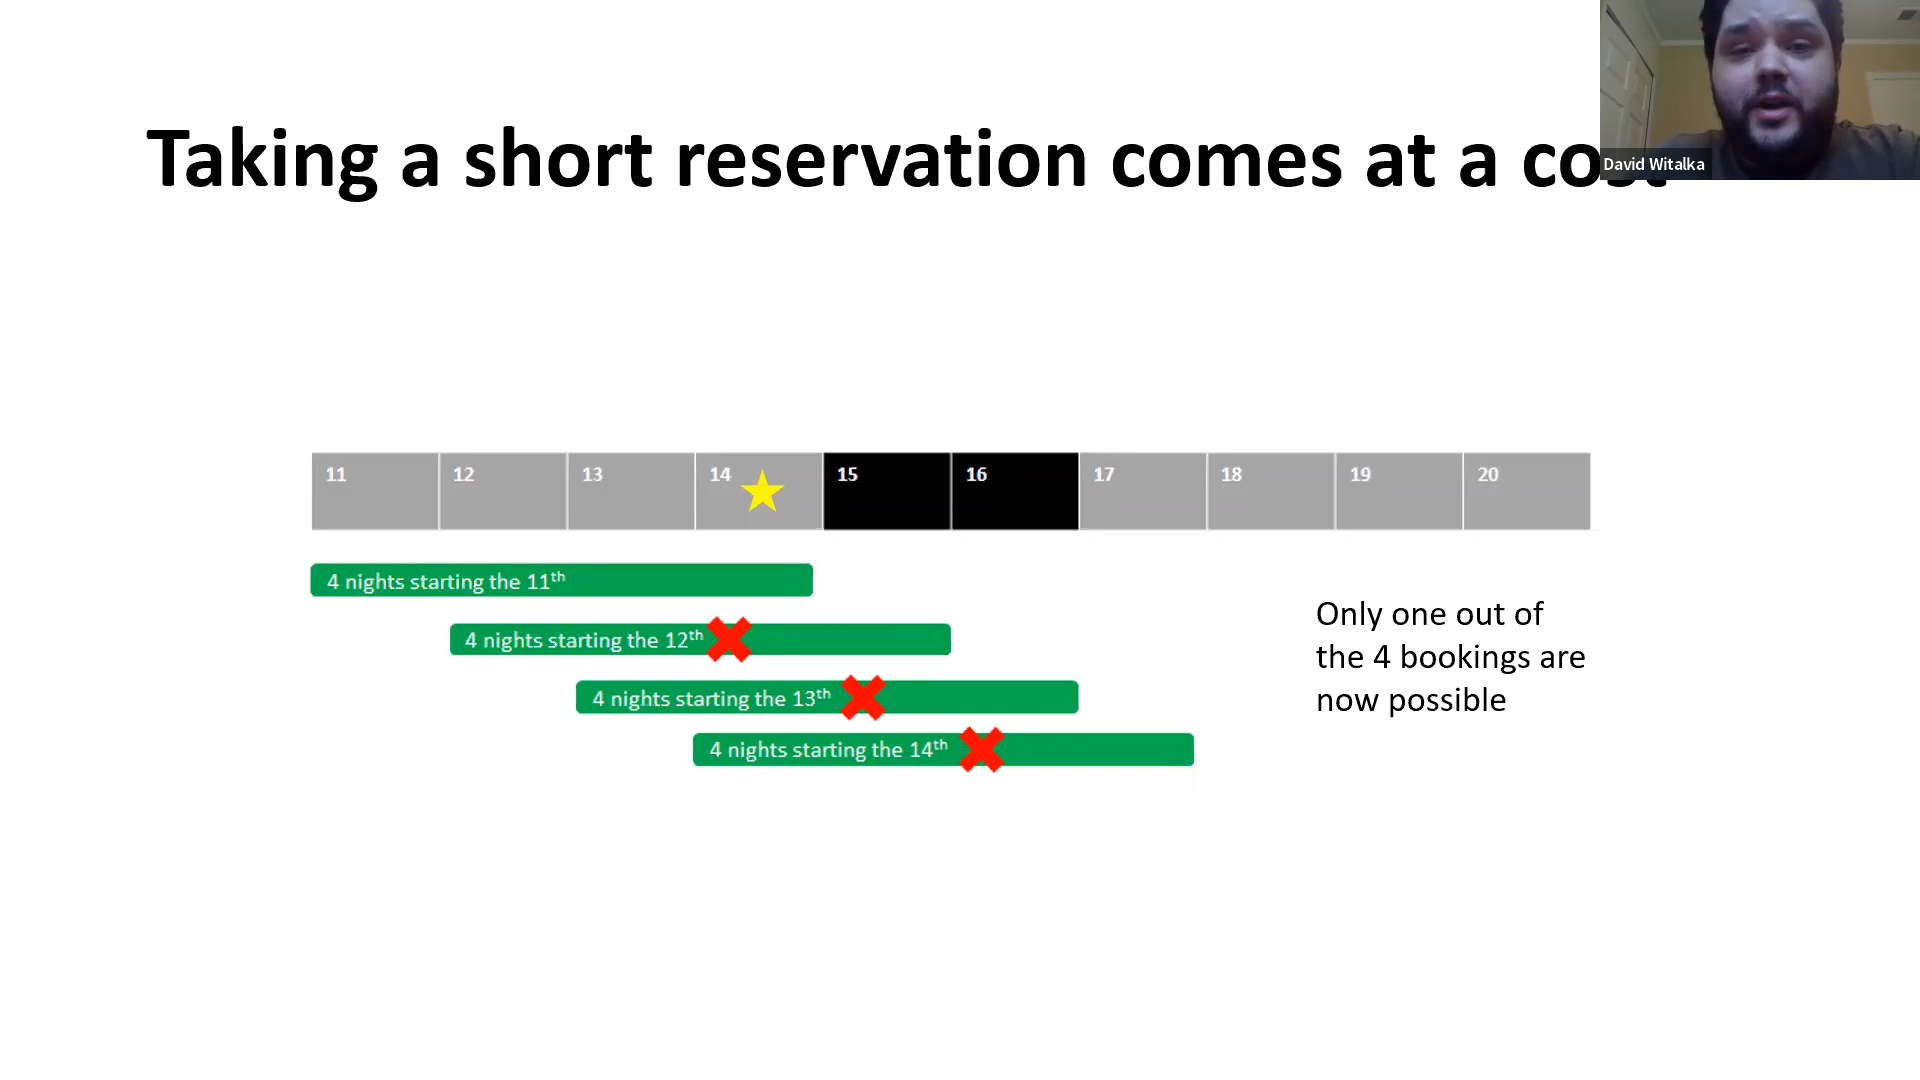 Taking a short reservation comes at a cost
David Witalka
11 12 13 14 15 16 17 18 19 20
4 nights starting the 11th
4 nights starting the 12th
4 nights starting the 13th
4 nights starting the 14th
Only one out of
the 4 bookings are
now possible